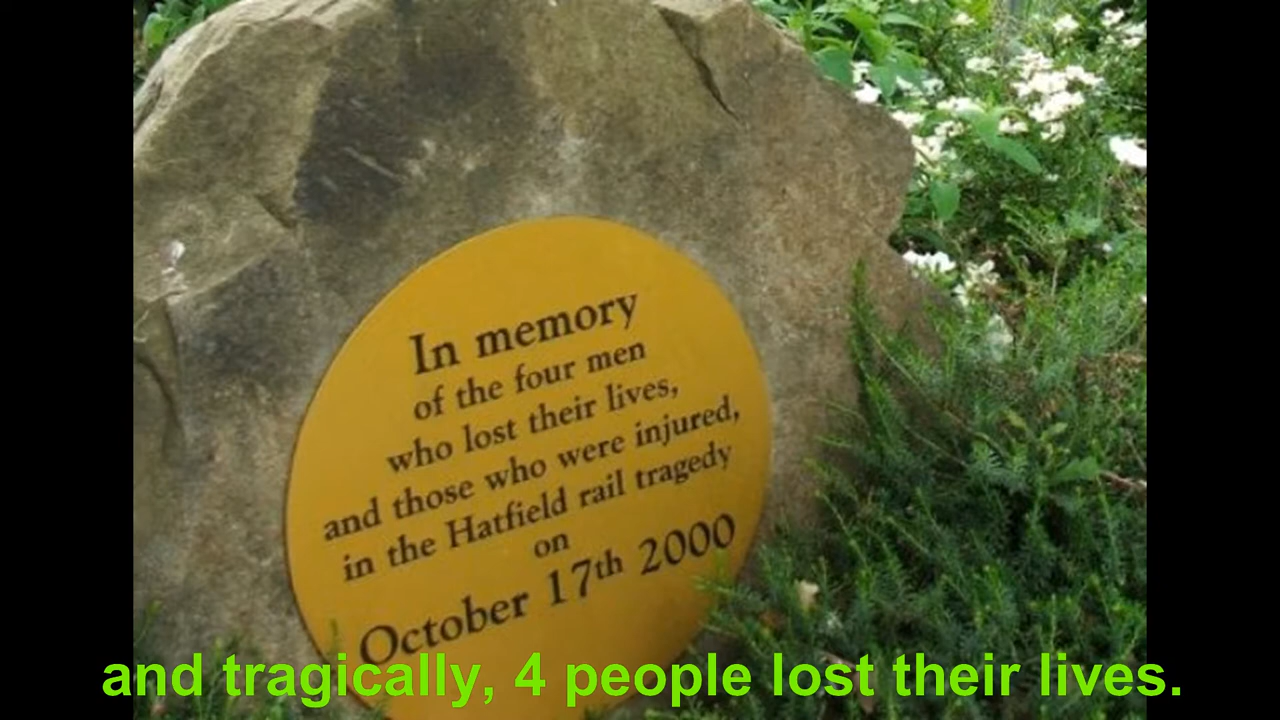 In memory
of the four men
who lost their lives,
and those who were injured,
in the Hatfield rail tragedy
on
October 17th 2000
and tragically, 4 people lost their lives.